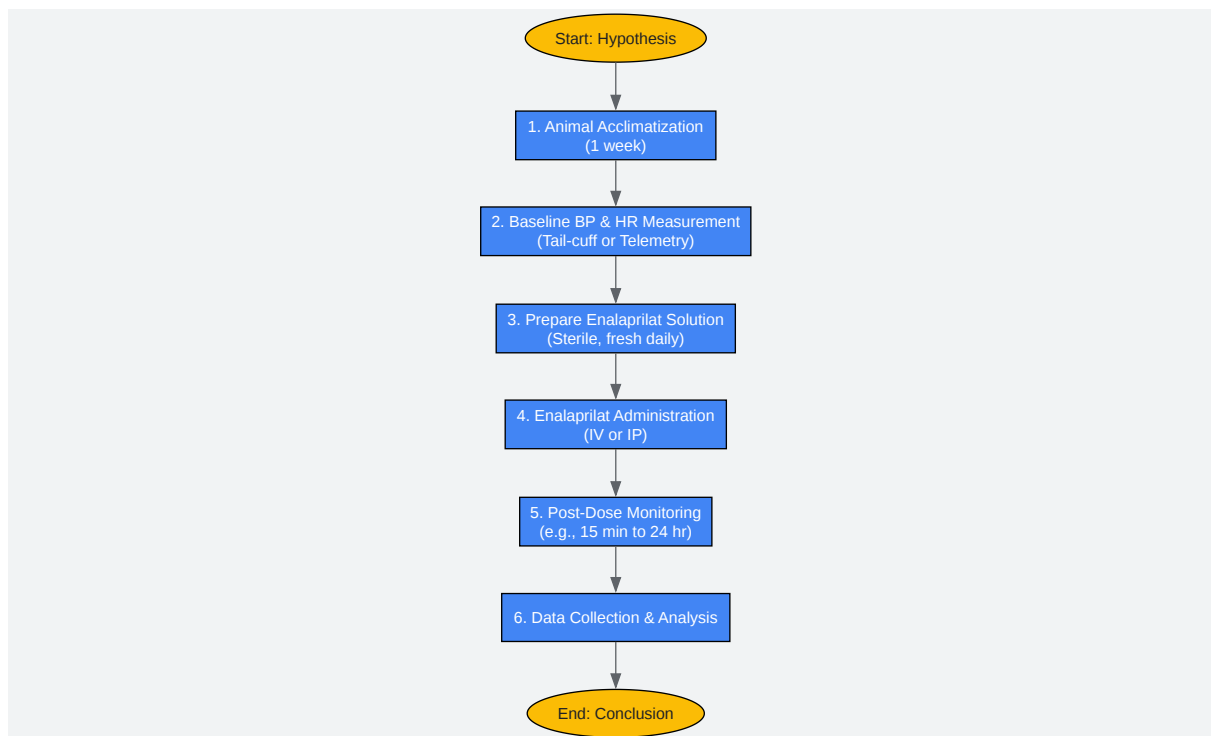 Start: Hypothesis
1. Animal Acclimatization
(1 week)
2. Baseline BP & HR Measurement
(Tail-cuff or Telemetry)
3. Prepare Enalaprilat Solution
(Sterile, fresh daily)
4. Enalaprilat Administration
(IV or IP)
5. Post-Dose Monitoring
(e.g., 15 min to 24 hr)
6. Data Collection & Analysis
End: Conclusion